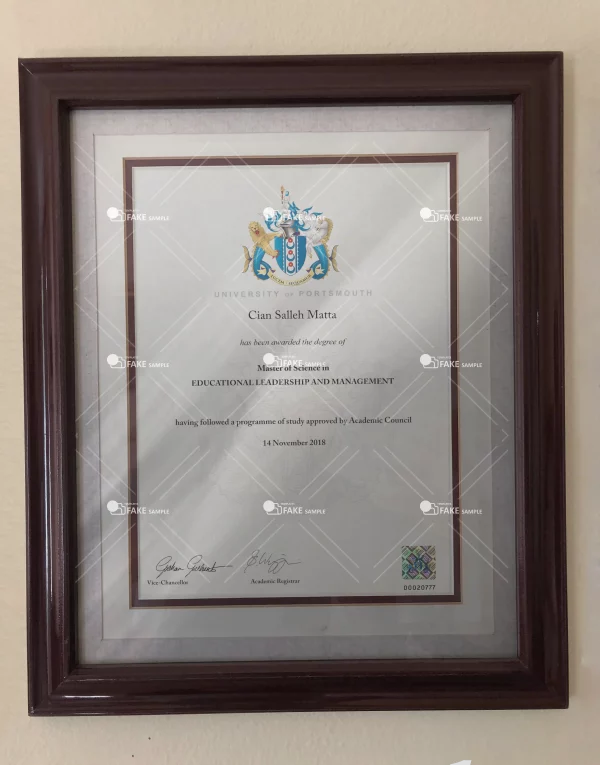 FAKE SAMPLE FAKE SAMPLE FAKE SAMPLE
UNIVERSITY OF PORTSMOUTH
Cian Salleh Matta
has been awarded the degree of
Master of Science in
FAKE SAMPLE FAKE SAMPLE FAKE SAMPLE
EDUCATIONAL LEADERSHIP AND MANAGEMENT
having followed a programme of study approved by Academic Council
14 November 2018
FAKE SAMPLE FAKE SAMPLE FAKE SAMPLE
Vice-Chancellor Academic Registrar
00020777